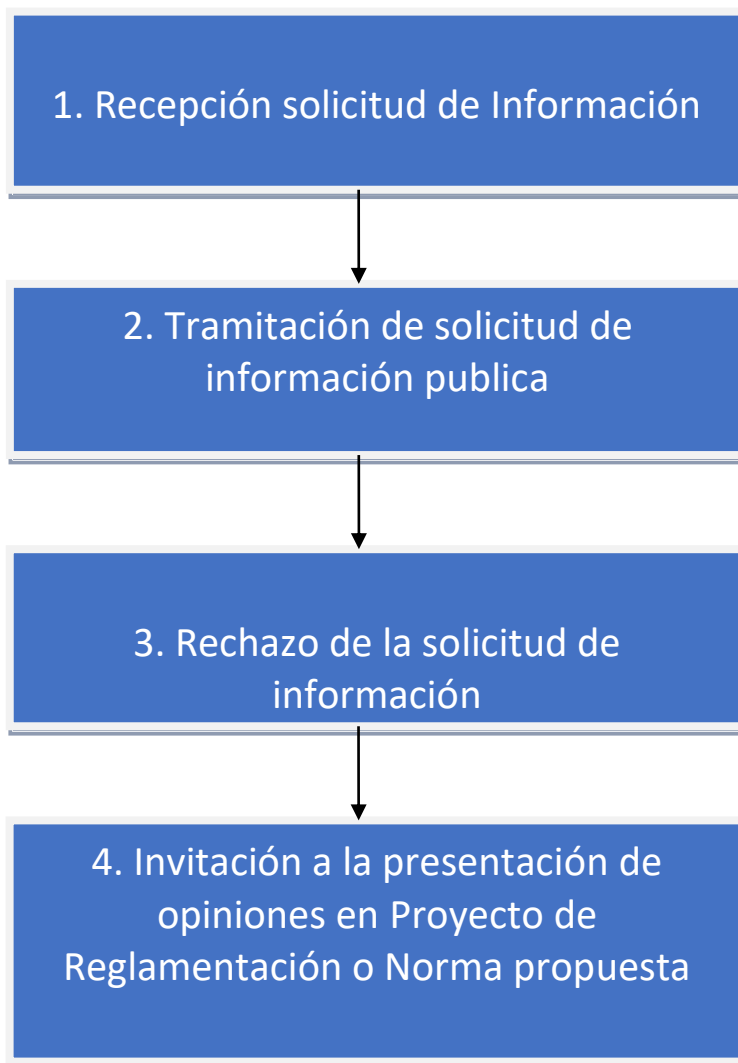 1. Recepción solicitud de Información
2. Tramitación de solicitud de
información publica
3. Rechazo de la solicitud de
información
4. Invitación a la presentación de
opiniones en Proyecto de
Reglamentación o Norma propuesta